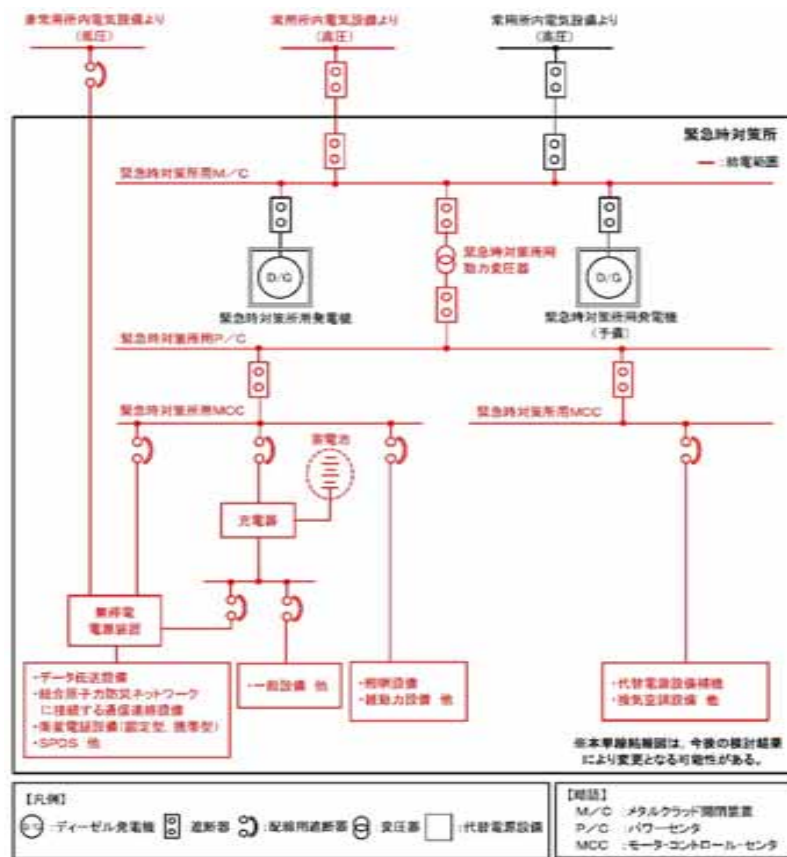 非常用所内電気設備より
(低圧)
常用所内電気設備より
(高圧)
常用所内電気設備より
(高圧)
緊急時対策所
:給電範囲
緊急時対策所用M/C
緊急時対策所用
動力変圧器
D/G
D/G
緊急時対策所用発電機
緊急時対策所用発電機
(予備)
緊急時対策所用P/C
緊急時対策所用MCC
緊急時対策所用MCC
蓄電池
充電器
無停電
電源装置
・データ伝送設備
・総合原子力防災ネットワーク
に接続する通信連絡設備
・衛星電話設備(固定型、携帯型)
・SPDS 他
・一般設備 他
・照明設備
・雑動力設備 他
・代替電源設備補機
・換気空調設備 他
※本単線結線図は、今後の検討結果
により変更となる可能性がある。
【凡例】
D/G :ディーゼル発電機 :遮断器 :配線用遮断器 :変圧器 :代替電源設備
【略語】
M/C :メタルクラッド開閉装置
P/C :パワーセンタ
MCC :モータ・コントロール・センタ